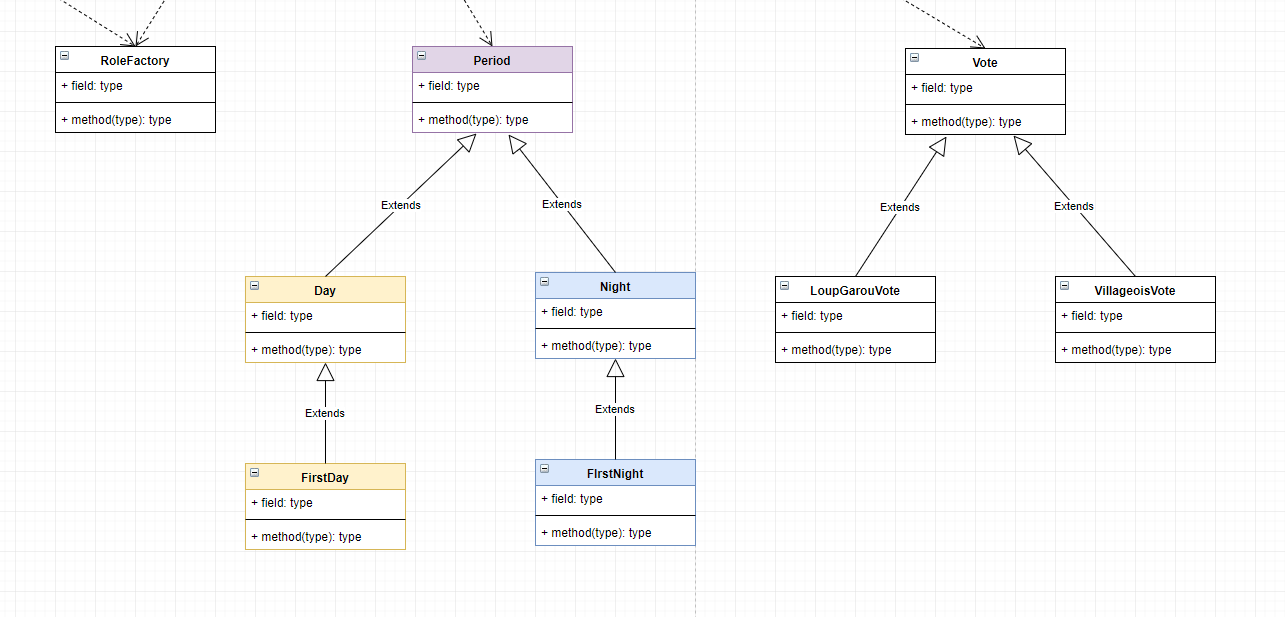 RoleFactory
+ field: type
+ method(type): type
Period
+ field: type
+ method(type): type
Vote
+ field: type
+ method(type): type
Extends
Extends
Extends
Extends
Day
+ field: type
+ method(type): type
Night
+ field: type
+ method(type): type
LoupGarouVote
+ field: type
+ method(type): type
VillageoisVote
+ field: type
+ method(type): type
Extends
Extends
FirstDay
+ field: type
+ method(type): type
FIrstNight
+ field: type
+ method(type): type